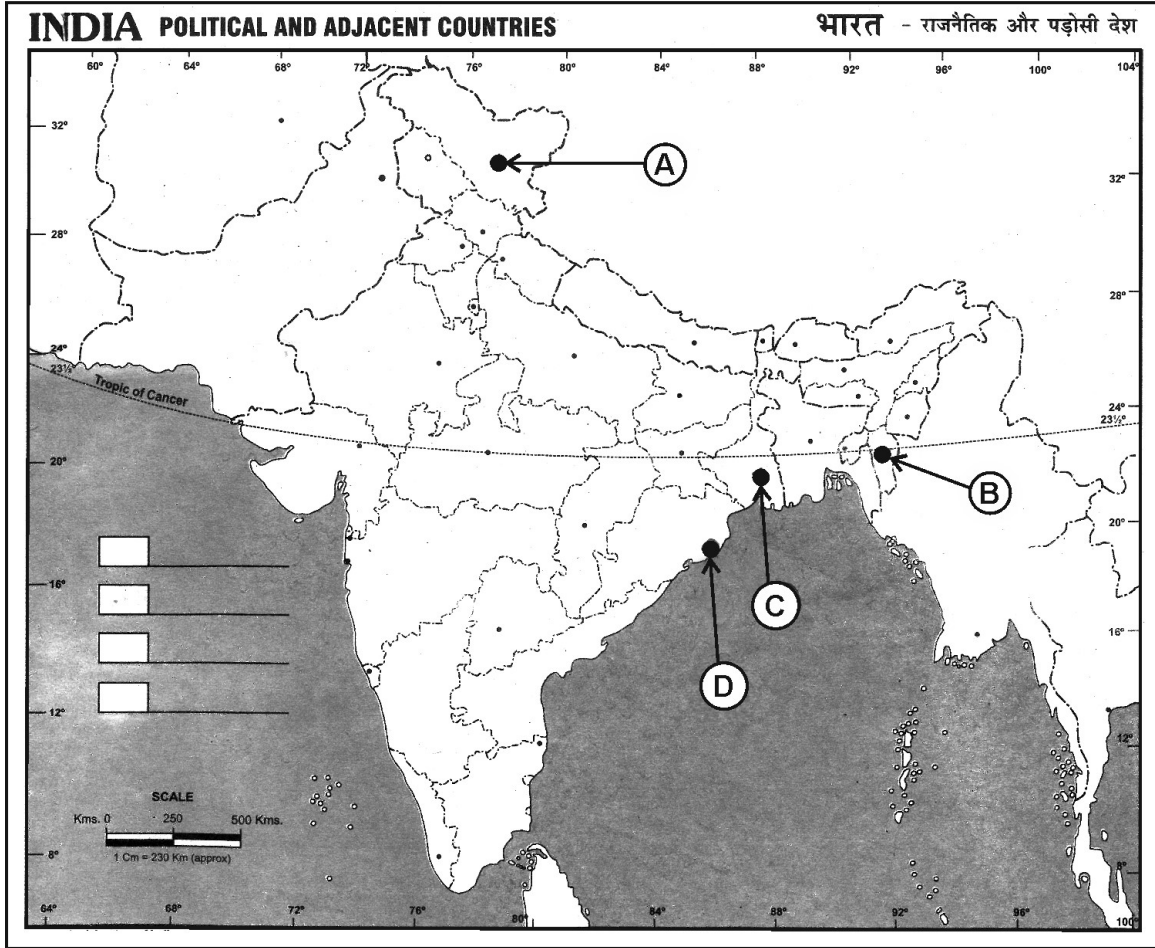 INDIA POLITICAL AND ADJACENT COUNTRIES
भारत - राजनैतिक और पड़ोसी देश
60° 64° 68° 72° 76° 80° 84° 88° 92° 96° 100° 104°
32°
32°
A
28°
28°
24°
23½
Tropic of Cancer
24°
23½°
20°
B
20°
C
16°
16°
D
12°
12°
SCALE
Kms. 0 250 500 Kms.
1 Cm = 230 Km (approx)
8°
8°
64° 68° 72° 76° 80° 84° 88° 92° 96° 100°